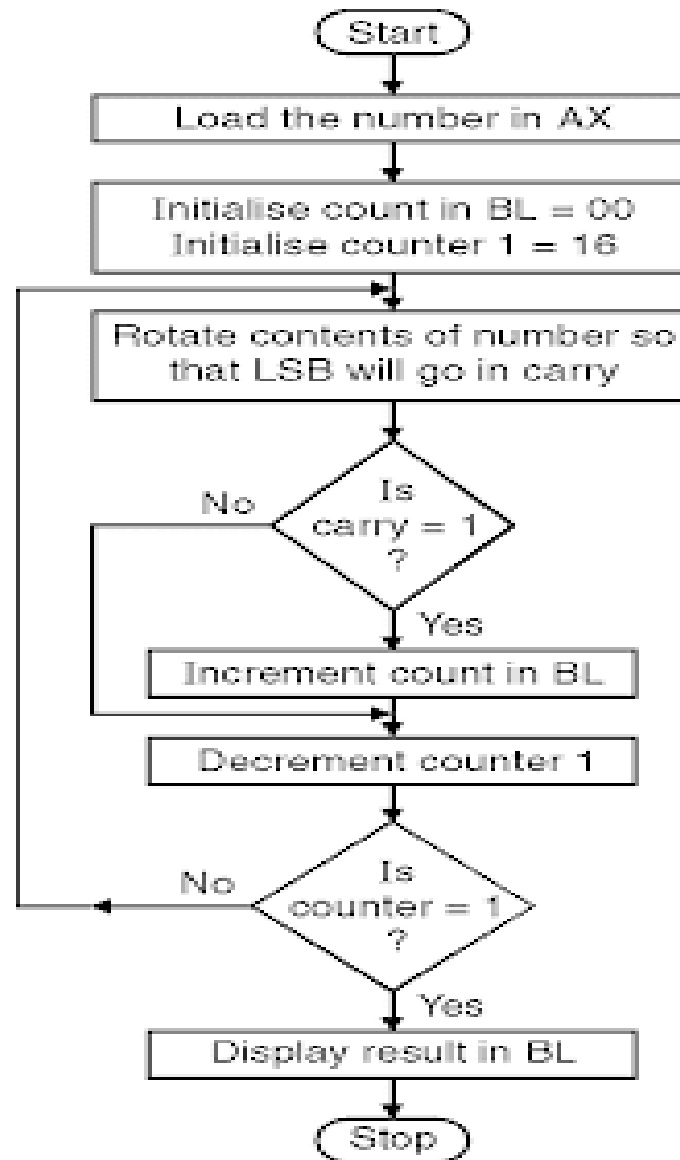 Start
Load the number in AX
Initialise count in BL = 00
Initialise counter 1 = 16
Rotate contents of number so
that LSB will go in carry
No
Is
carry = 1
?
Yes
Increment count in BL
Decrement counter 1
No
Is
counter = 1
?
Yes
Display result in BL
Stop